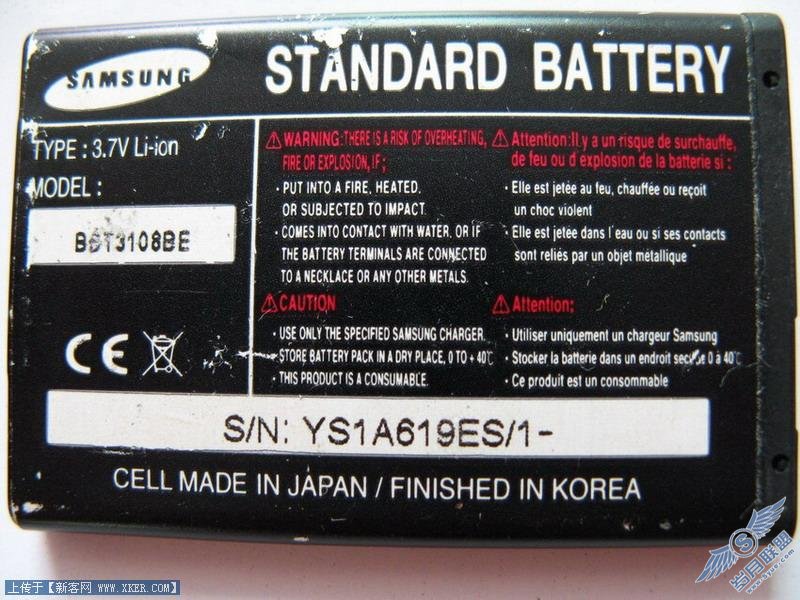 SAMSUNG
STANDARD BATTERY
TYPE : 3.7V Li-ion
MODEL :
BST3108BE
⚠WARNING: THERE IS A RISK OF OVERHEATING,
FIRE OR EXPLOSION, IF ;
· PUT INTO A FIRE, HEATED.
OR SUBJECTED TO IMPACT
· COMES INTO CONTACT WITH WATER, OR IF
THE BATTERY TERMINALS ARE CONNECTED
TO A NECKLACE OR ANY OTHER METALS.
⚠CAUTION
· USE ONLY THE SPECIFIED SAMSUNG CHARGER.
· STORE BATTERY PACK IN A DRY PLACE, 0 TO + 40℃
· THIS PRODUCT IS A CONSUMABLE.
⚠Attention: Il.y a un risque de surchauffe,
de feu ou d explosion de la batterie si :
· Elle est jetée au feu, chauffée ou reçoit
un choc violent
· Elle est jetée dans l'eau ou si ses contacts
sont reliés par un objet métallique
⚠Attention:
· Utiliser uniquement un chargeur Samsung
· Stocker la batterie dans un endroit sec de 0 à 40℃
· Ce produit est un consommable
CE
S/N: YS1A619ES/1-
CELL MADE IN JAPAN / FINISHED IN KOREA
上传于【新客网 www.XKER.com】
岁月联盟